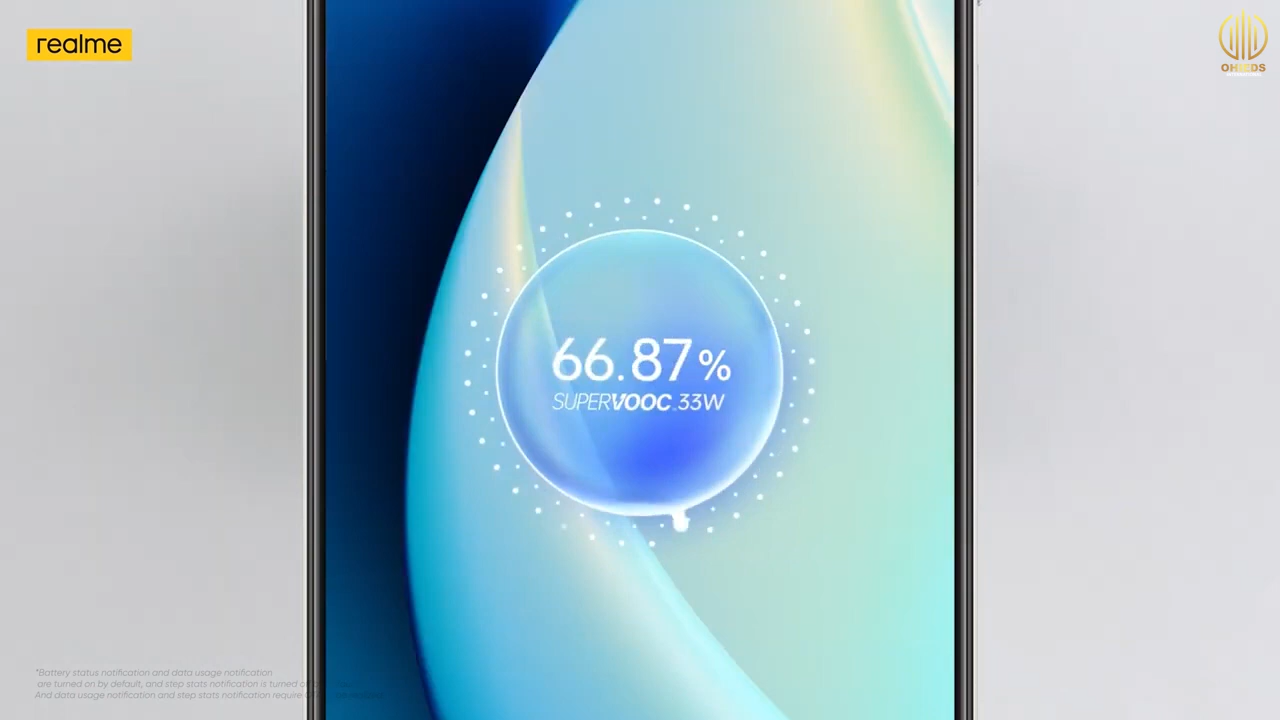 realme
OHLEDS
66.87%
SUPERVOOC 33W
*Battery status notification and data usage notification
are turned on by default, and step stats notification is turned
And data usage notification and step stats notification require